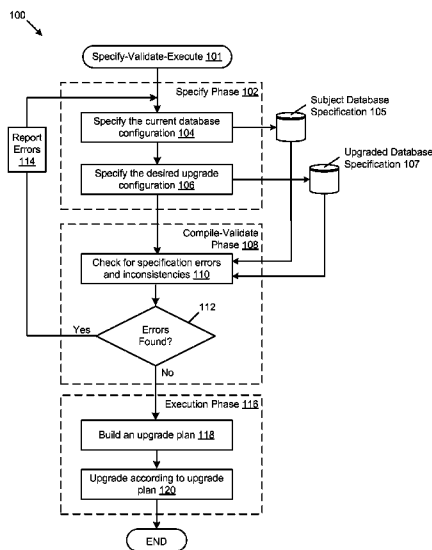 100
Specify-Validate-Execute 101
Specify Phase 102
Specify the current database
configuration 104
Subject Database
Specification 105
Report
Errors
114
Specify the desired upgrade
configuration 106
Upgraded Database
Specification 107
Compile-Validate
Phase 108
Check for specification errors
and inconsistencies 110
112
Yes
Errors
Found?
No
Execution Phase 116
Build an upgrade plan 118
Upgrade according to upgrade
plan 120
END